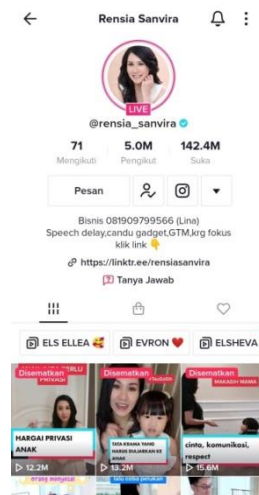 Rensia Sanvira
LIVE
@rensia_sanvira
71 5.0M 142.4M
Mengikuti Pengikut Suka
Pesan
Bisnis 081909799566 (Lina)
Speech delay,candu gadget,GTM,krg fokus
klik link 👇
https://linktr.ee/rensiasanvira
Tanya Jawab
ELS ELLEA 🥰 EVRON ❤️ ELSHEVA
Disematkan Disematkan Disematkan
PRIVASI
MAKASIH MAMA
HARGAI PRIVASI
ANAK
TATA KRAMA YANG
HARUS DIAJARKAN KE
ANAK
cinta, komunikasi,
respect
12.2M 13.2M 15.6M